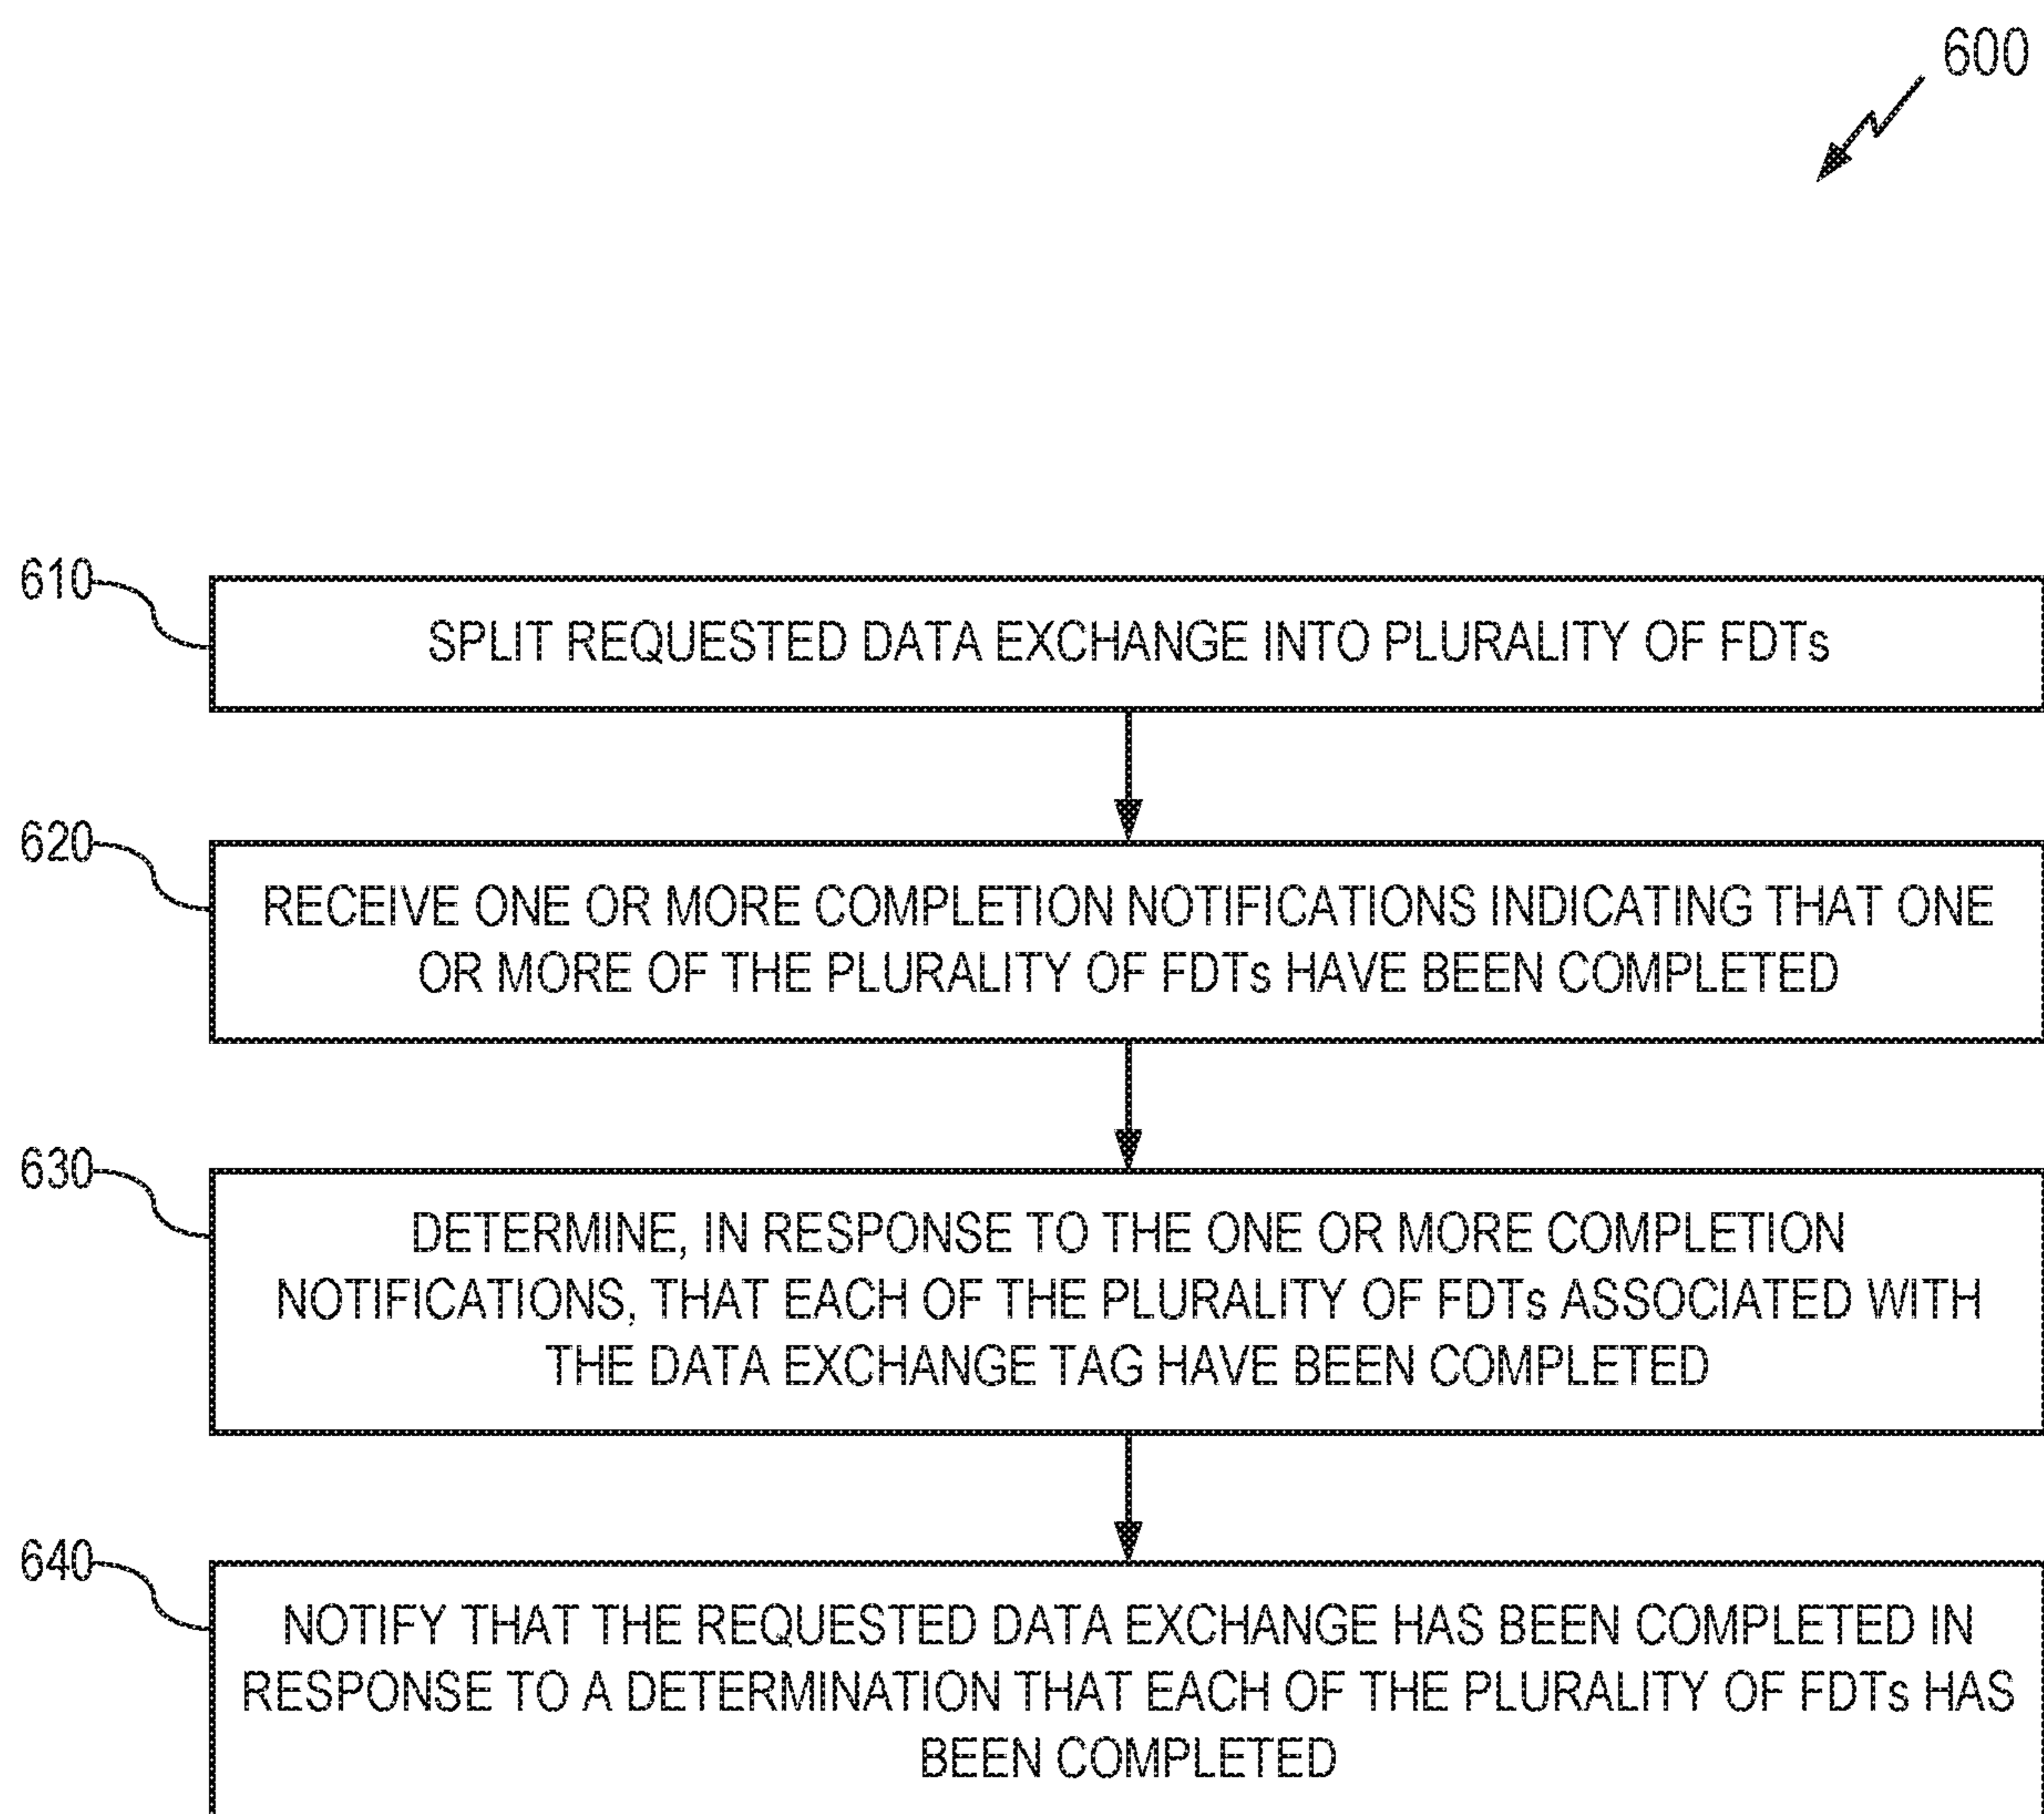 600
610
SPLIT REQUESTED DATA EXCHANGE INTO PLURALITY OF FDTs
620
RECEIVE ONE OR MORE COMPLETION NOTIFICATIONS INDICATING THAT ONE
OR MORE OF THE PLURALITY OF FDTs HAVE BEEN COMPLETED
630
DETERMINE, IN RESPONSE TO THE ONE OR MORE COMPLETION
NOTIFICATIONS, THAT EACH OF THE PLURALITY OF FDTs ASSOCIATED WITH
THE DATA EXCHANGE TAG HAVE BEEN COMPLETED
640
NOTIFY THAT THE REQUESTED DATA EXCHANGE HAS BEEN COMPLETED IN
RESPONSE TO A DETERMINATION THAT EACH OF THE PLURALITY OF FDTs HAS
BEEN COMPLETED